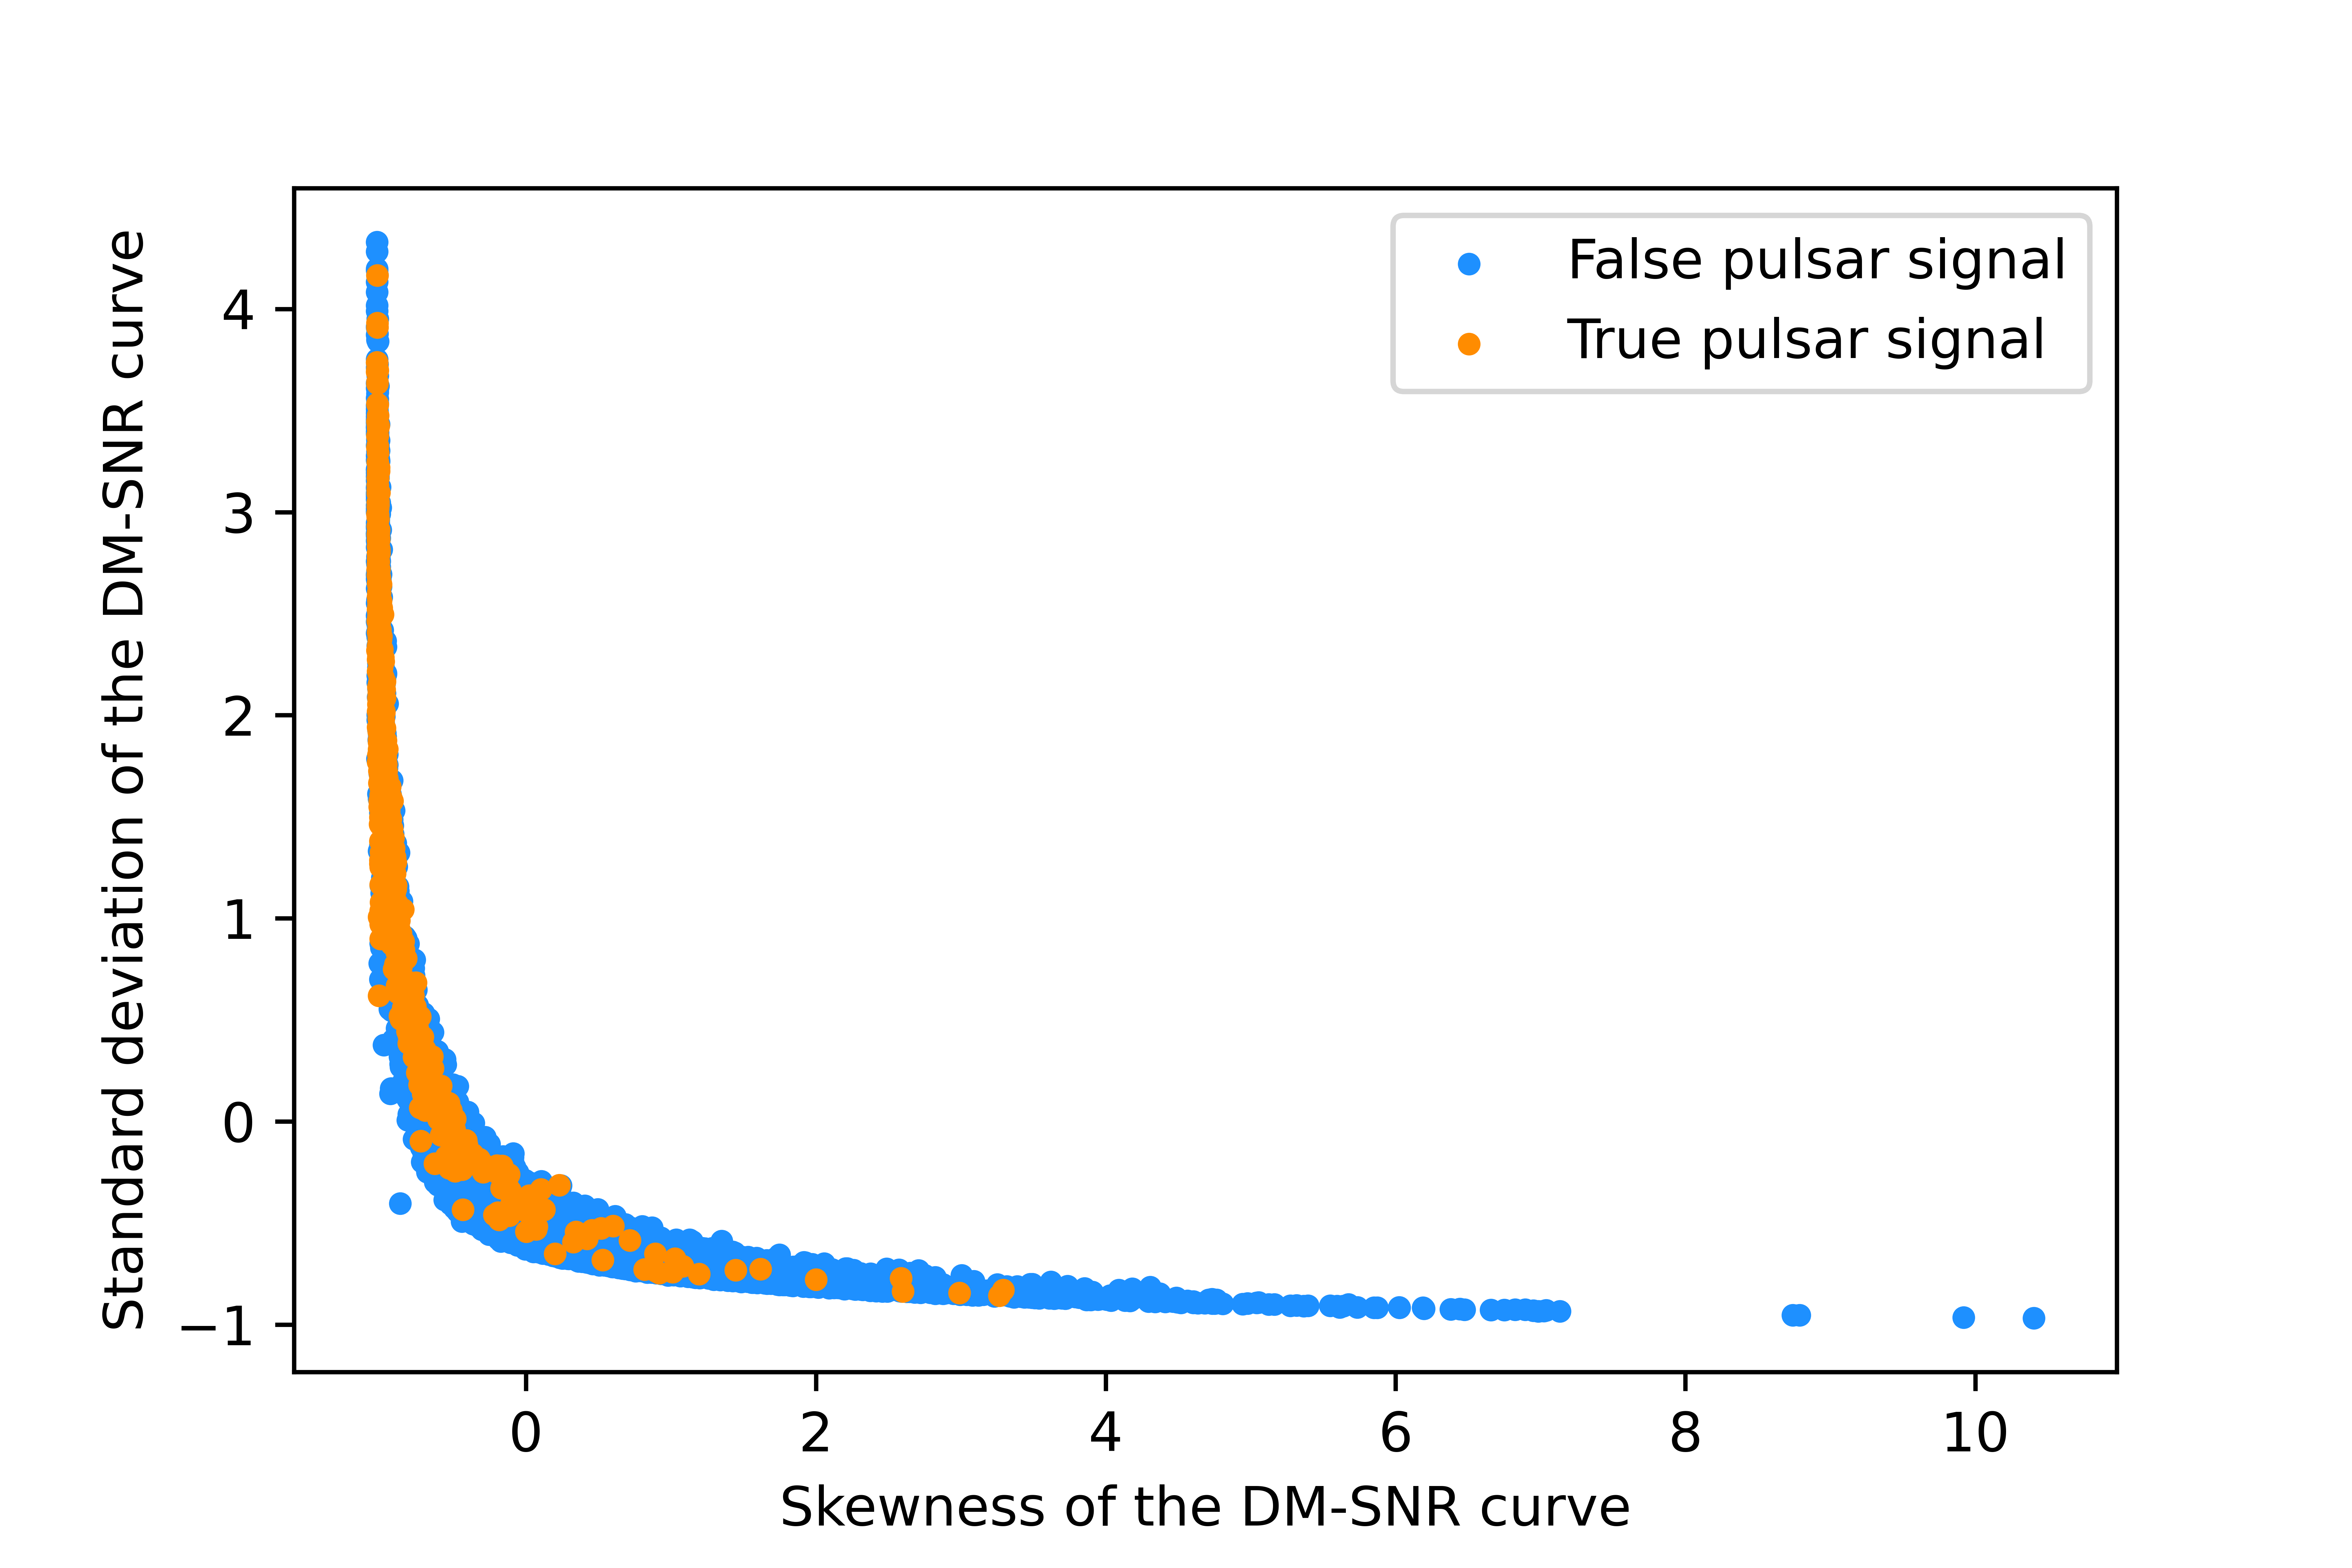 False pulsar signal
True pulsar signal
Standard deviation of the DM-SNR curve
4
3
2
1
0
−1
0 2 4 6 8 10
Skewness of the DM-SNR curve